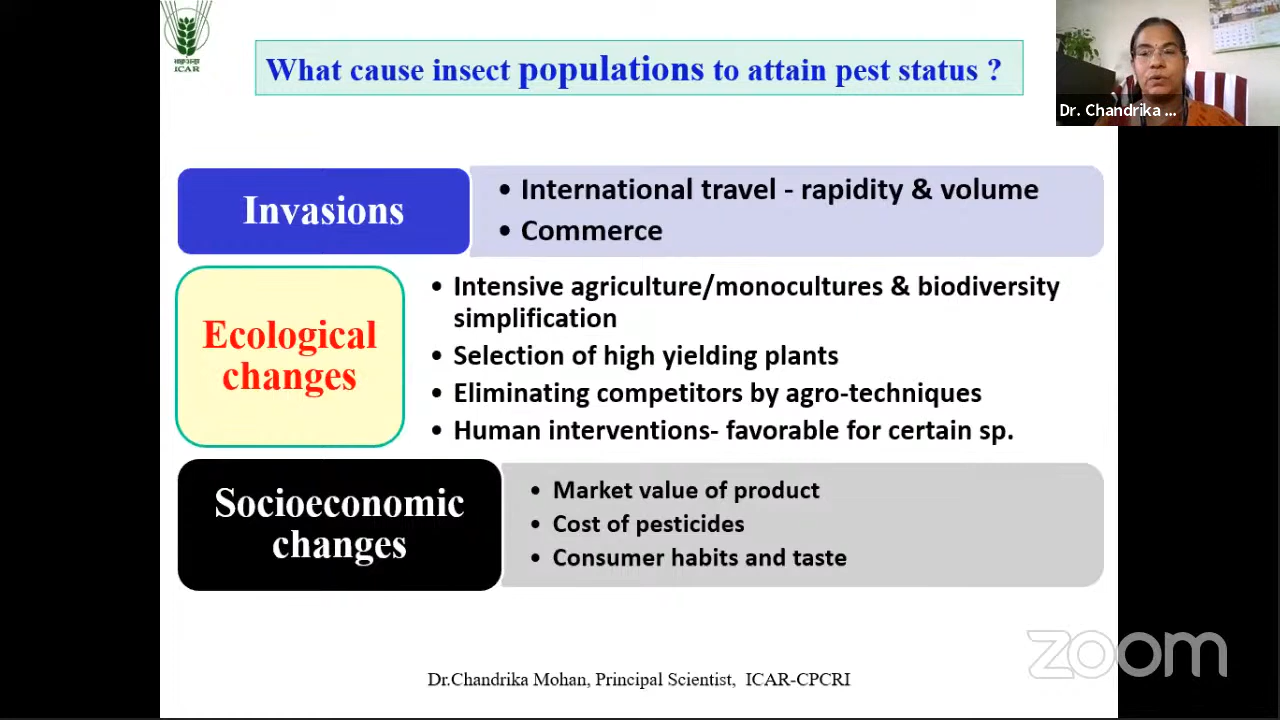 ICAR
What cause insect populations to attain pest status ?
Dr. Chandrika ...
Invasions
• International travel - rapidity & volume
• Commerce
Ecological
changes
• Intensive agriculture/monocultures & biodiversity
simplification
• Selection of high yielding plants
• Eliminating competitors by agro-techniques
• Human interventions- favorable for certain sp.
Socioeconomic
changes
• Market value of product
• Cost of pesticides
• Consumer habits and taste
zoom
Dr.Chandrika Mohan, Principal Scientist, ICAR-CPCRI